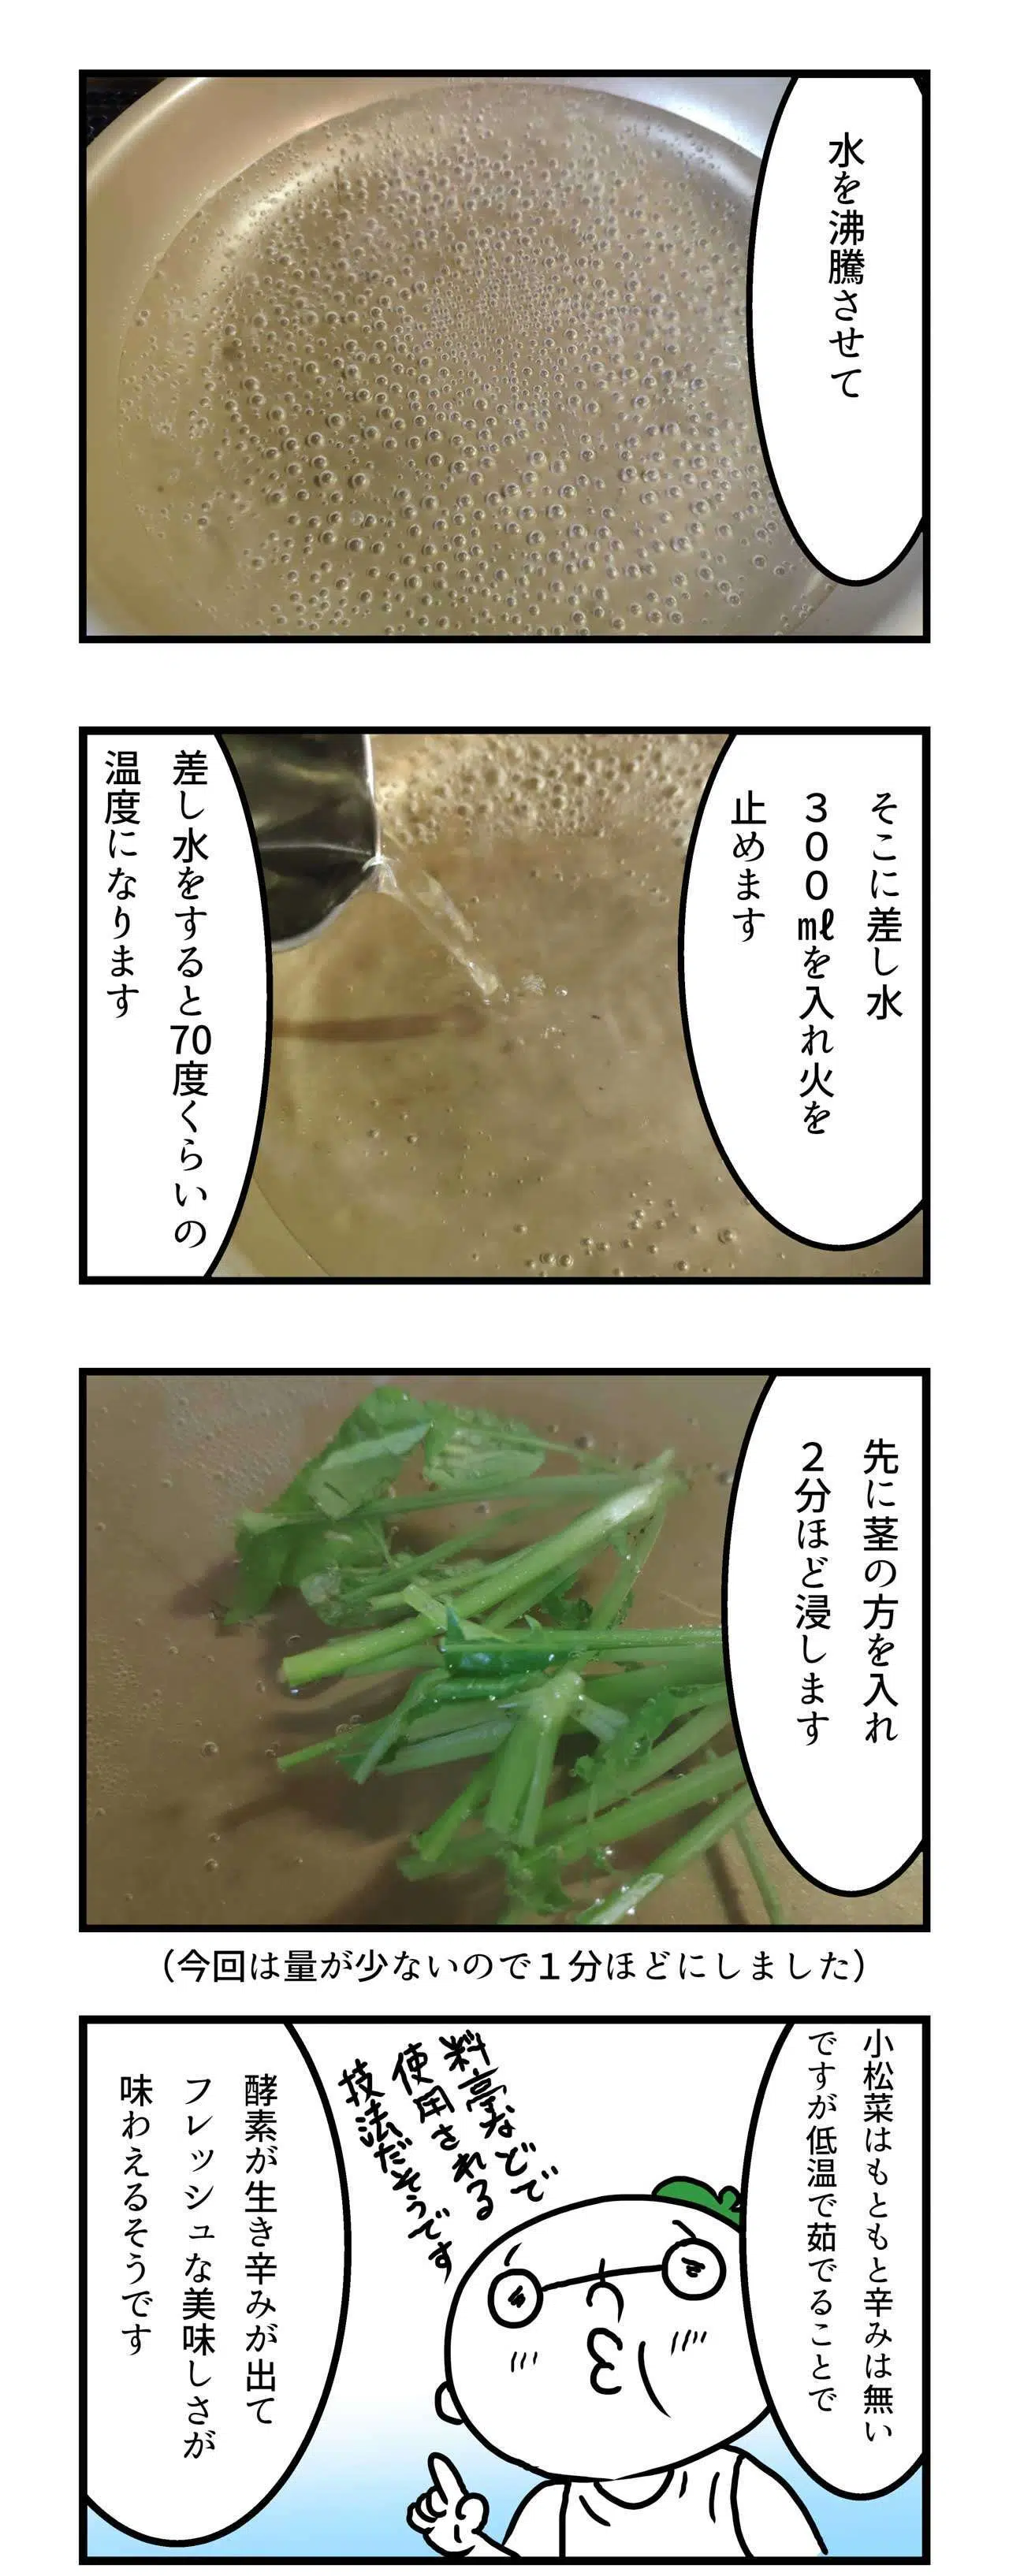 水を沸騰させて
そこに差し水
３００㎖を入れ火を
止めます
差し水をすると70度くらいの
温度になります
先に茎の方を入れ
２分ほど浸します
（今回は量が少ないので１分ほどにしました）
小松菜はもともと辛みは無い
ですが低温で茹でることで
料亭などで
使用される
技法だそうです
酵素が生き辛みが出て
フレッシュな美味しさが
味わえるそうです